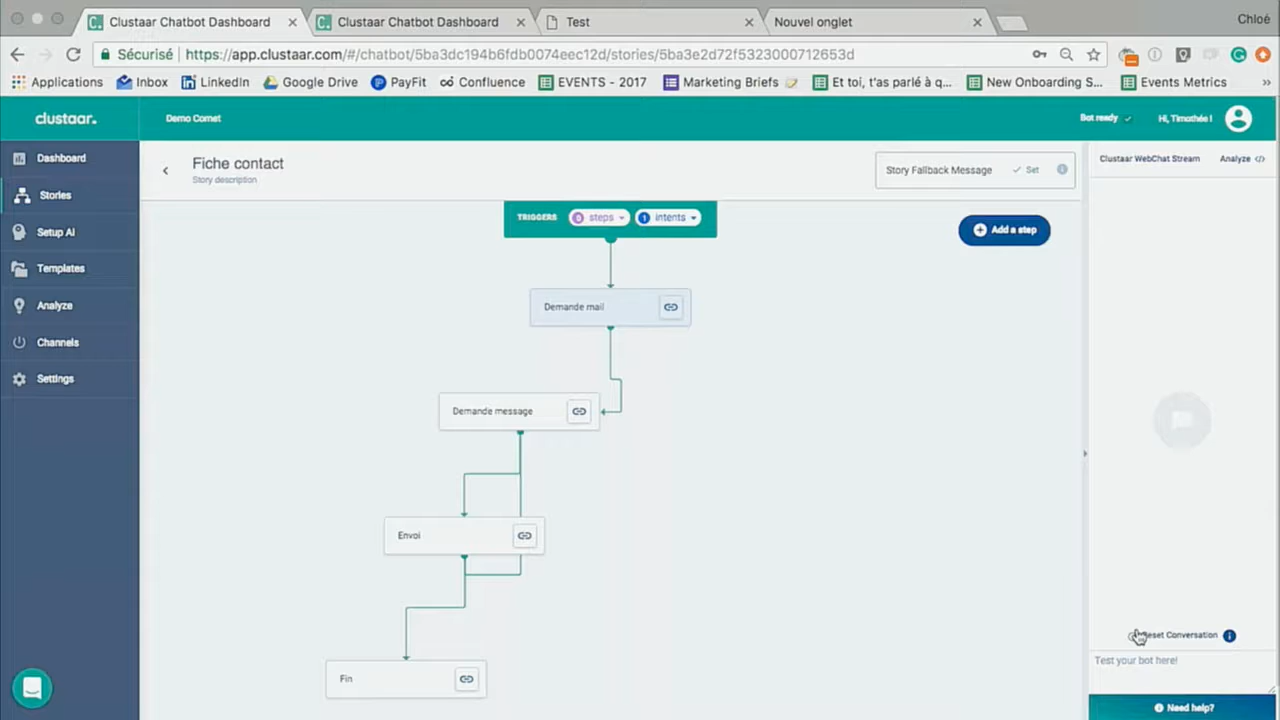 Clustaar Chatbot Dashboard
Clustaar Chatbot Dashboard
Test
Nouvel onglet
Chloé
Sécurisé
https://app.clustaar.com/#/chatbot/5ba3dc194b6fdb0074eec12d/stories/5ba3e2d72f5323000712653d
Applications
Inbox
LinkedIn
Google Drive
PayFit
Confluence
EVENTS - 2017
Marketing Briefs
Et toi, t'as parlé à q...
New Onboarding S...
Events Metrics
»
clustaar.
Demo Comet
Bot ready
Hi, Timothée !
Dashboard
Stories
Setup AI
Templates
Analyze
Channels
Settings
Fiche contact
Story description
Story Fallback Message
Set
Clustaar WebChat Stream
Analyze
TRIGGERS
0 steps
1 intents
Add a step
Demande mail
Demande message
Envoi
Fin
Reset Conversation
Test your bot here!
Need help?